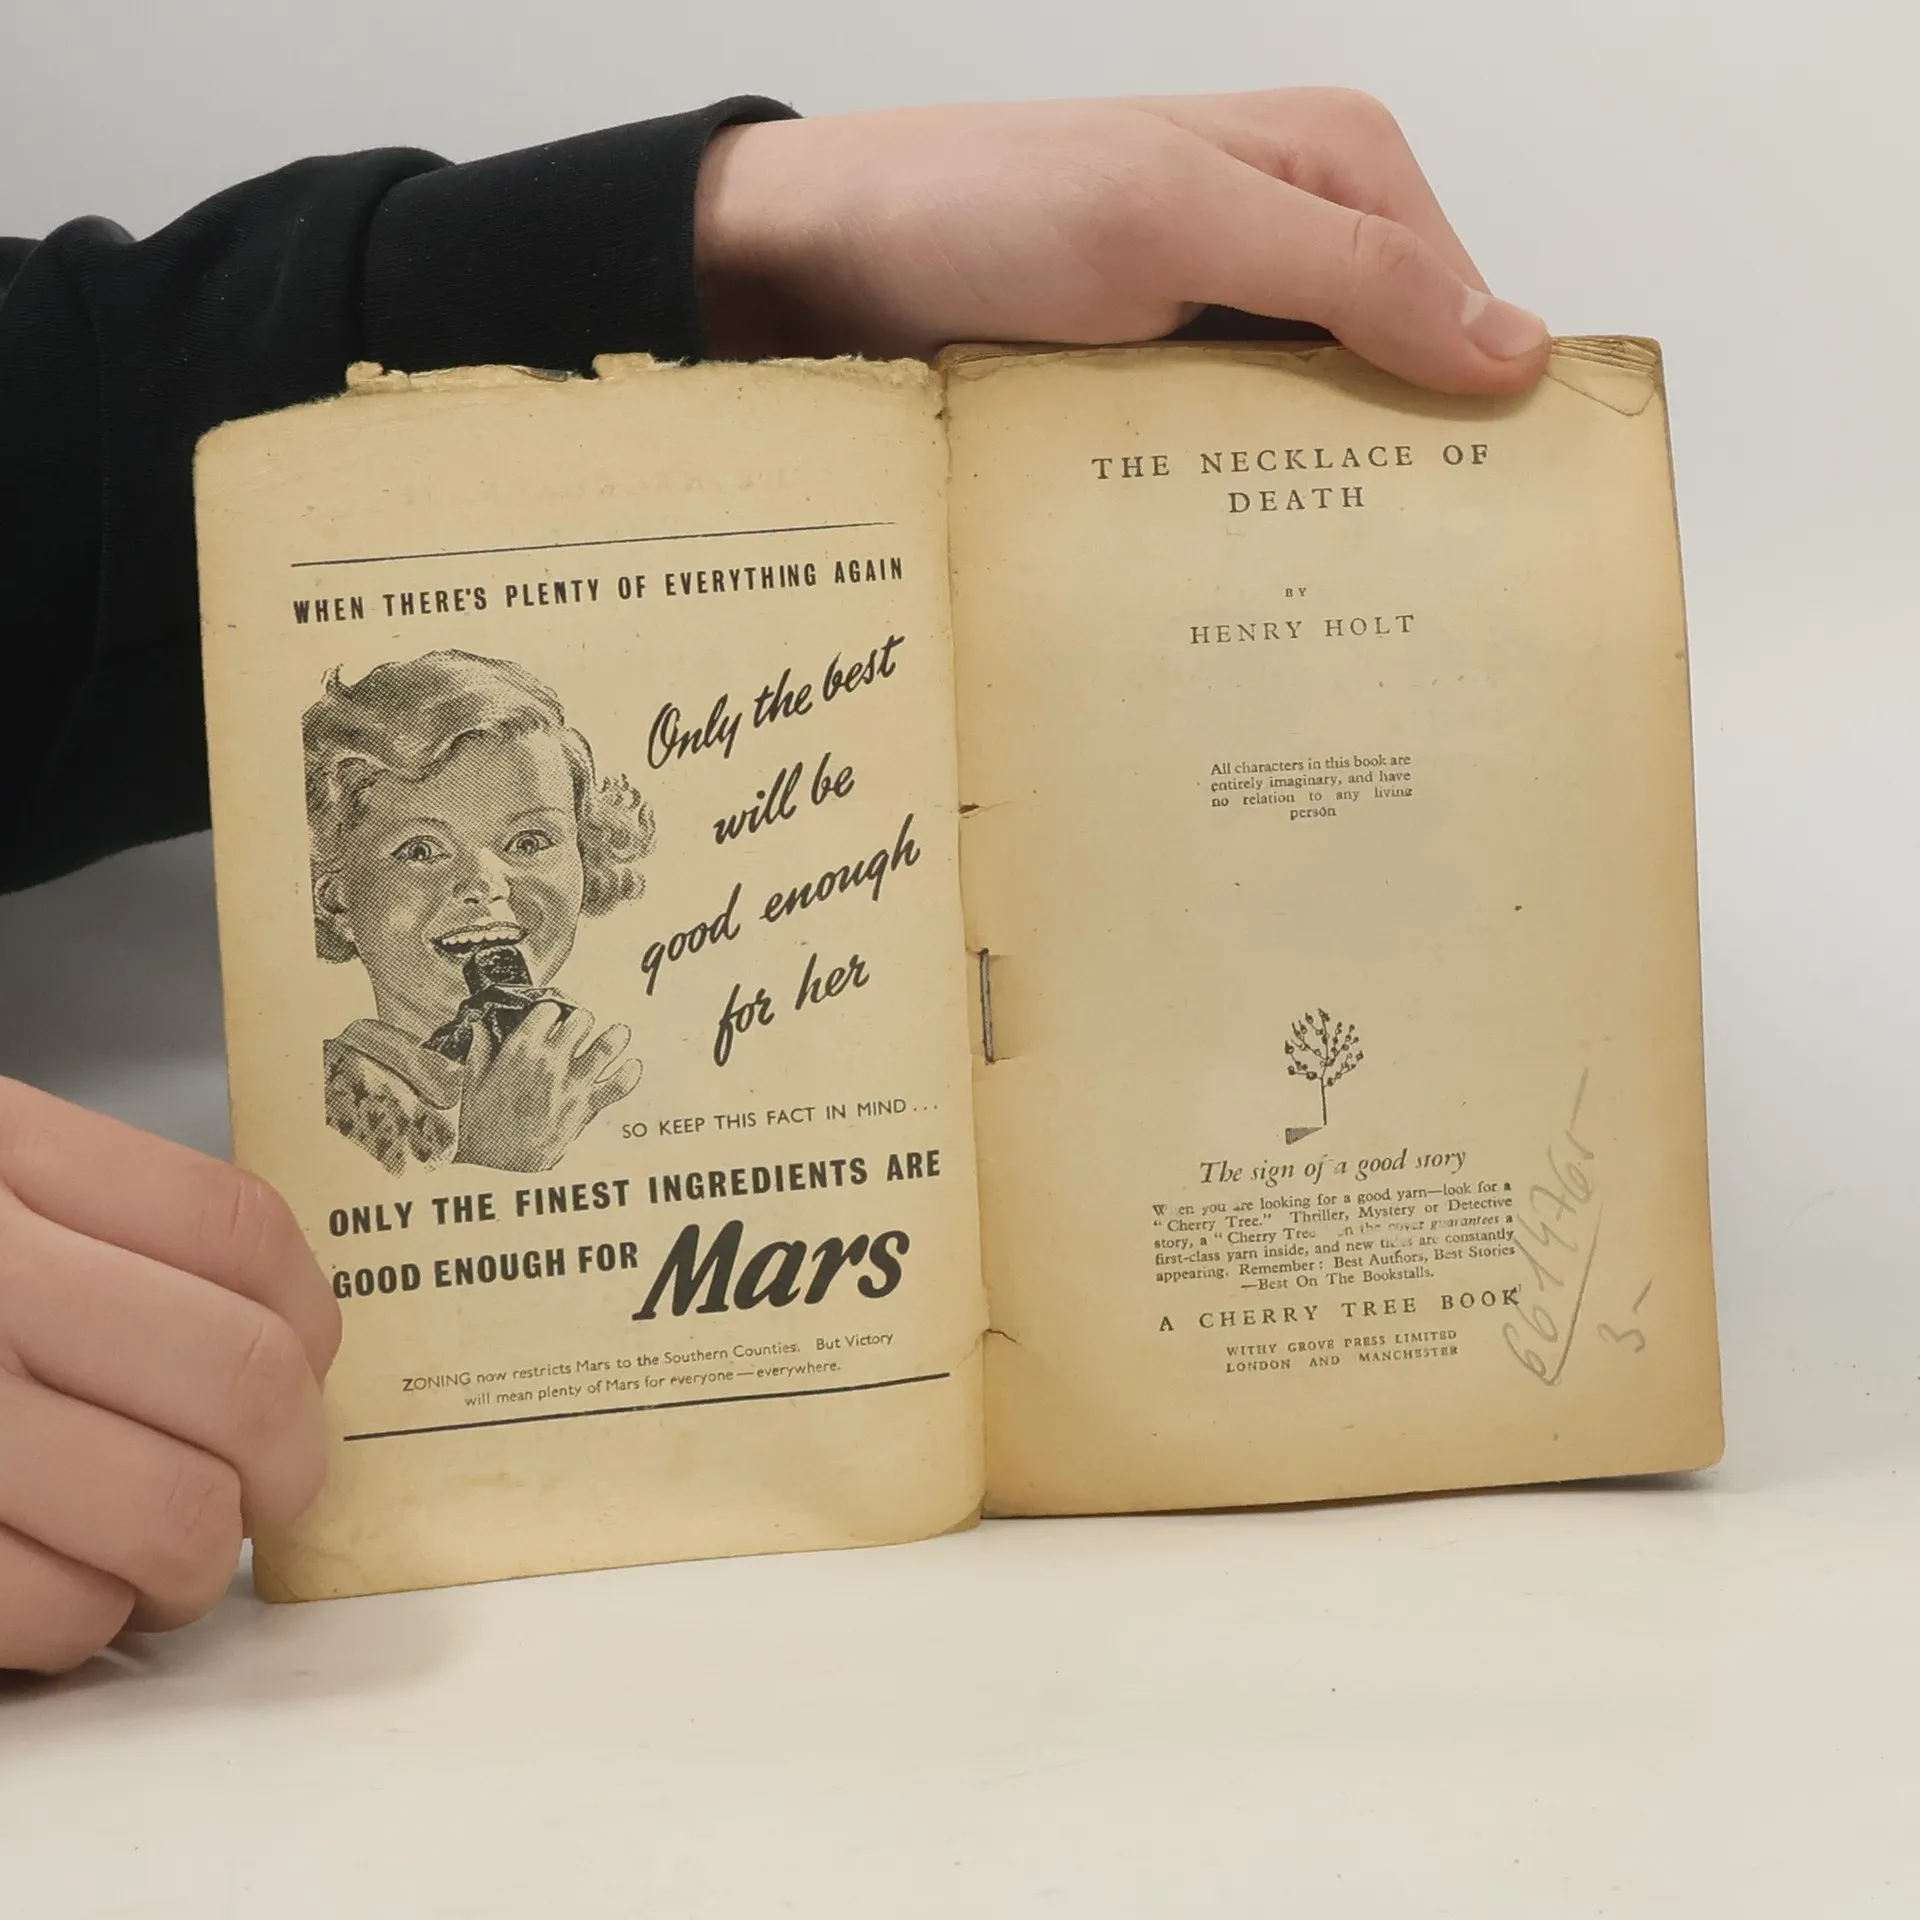 WHEN THERE'S PLENTY OF EVERYTHING AGAIN
Only the best
will be
good enough
for her
SO KEEP THIS FACT IN MIND...
ONLY THE FINEST INGREDIENTS ARE
GOOD ENOUGH FOR Mars
ZONING now restricts Mars to the Southern Counties. But Victory
will mean plenty of Mars for everyone—everywhere.
THE NECKLACE OF
DEATH
BY
HENRY HOLT
All characters in this book are
entirely imaginary, and have
no relation to any living
person
The sign of a good story
W en you are looking for a good yarn—look for a
"Cherry Tree." Thriller, Mystery or Detective
story, a "Cherry Tree n the cover guarantees a
first-class yarn inside, and new are constantly
appearing. Remember: Best Authors, Best Stories
—Best On The Bookstalls.
A CHERRY TREE BOOK
WITHY GROVE PRESS LIMITED
LONDON AND MANCHESTER